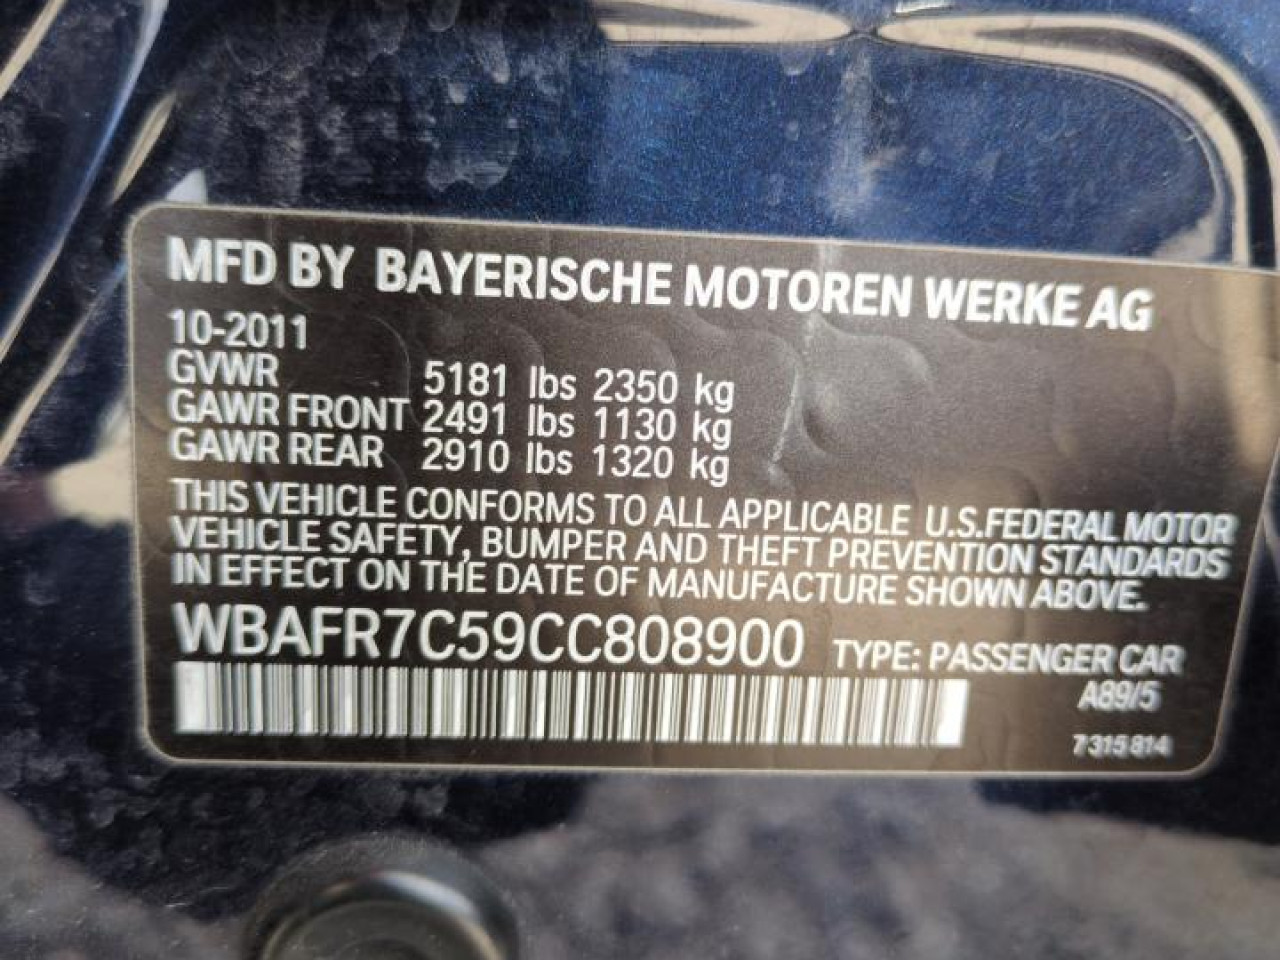 MFD BY BAYERISCHE MOTOREN WERKE AG
10-2011
GVWR 5181 lbs 2350 kg
GAWR FRONT 2491 lbs 1130 kg
GAWR REAR 2910 lbs 1320 kg
THIS VEHICLE CONFORMS TO ALL APPLICABLE U.S.FEDERAL MOTOR
VEHICLE SAFETY, BUMPER AND THEFT PREVENTION STANDARDS
IN EFFECT ON THE DATE OF MANUFACTURE SHOWN ABOVE.
WBAFR7C59CC808900 TYPE: PASSENGER CAR
A89/5
7315814